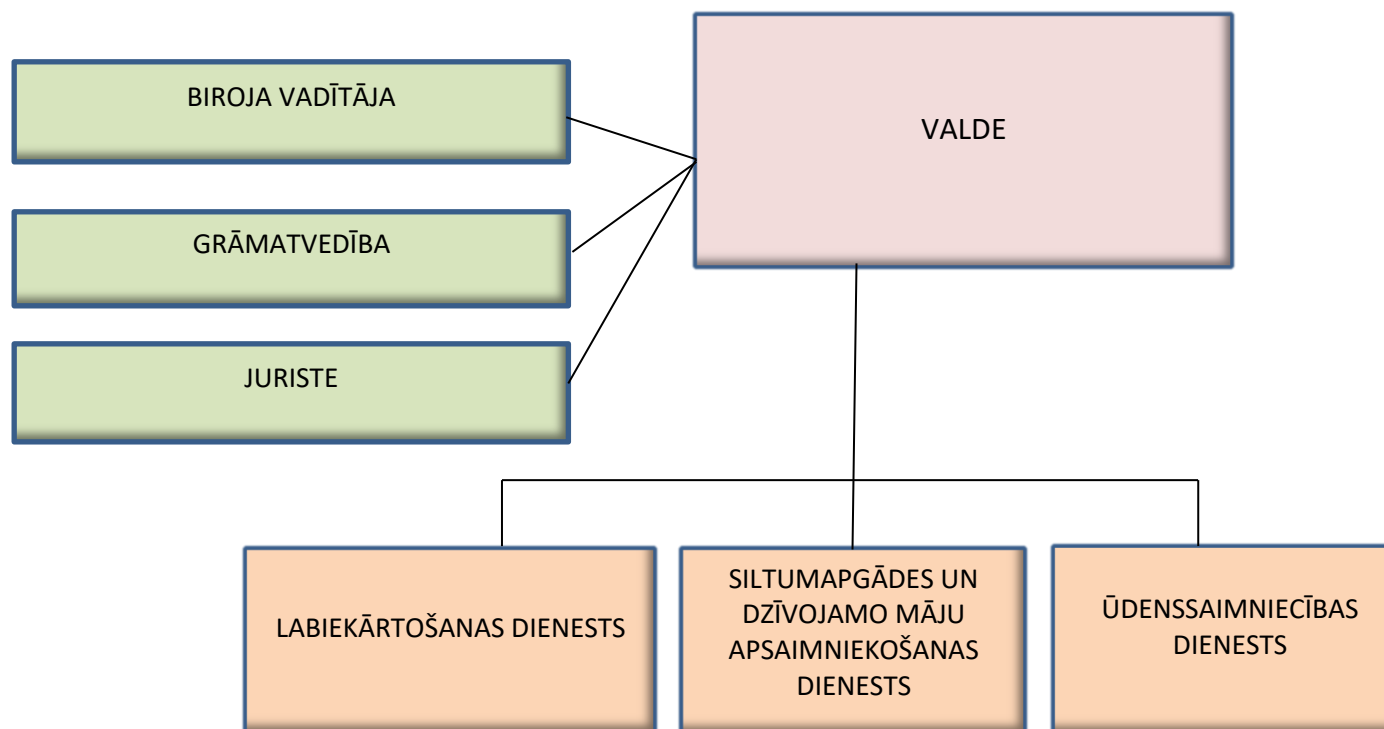 BIROJA VADĪTĀJA
VALDE
GRĀMATVEDĪBA
JURISTE
LABIEKĀRTOŠANAS DIENESTS
SILTUMAPGĀDES UN
DZĪVOJAMO MĀJU
APSAIMNIEKOŠANAS
DIENESTS
ŪDENSSAIMNIECĪBAS
DIENESTS